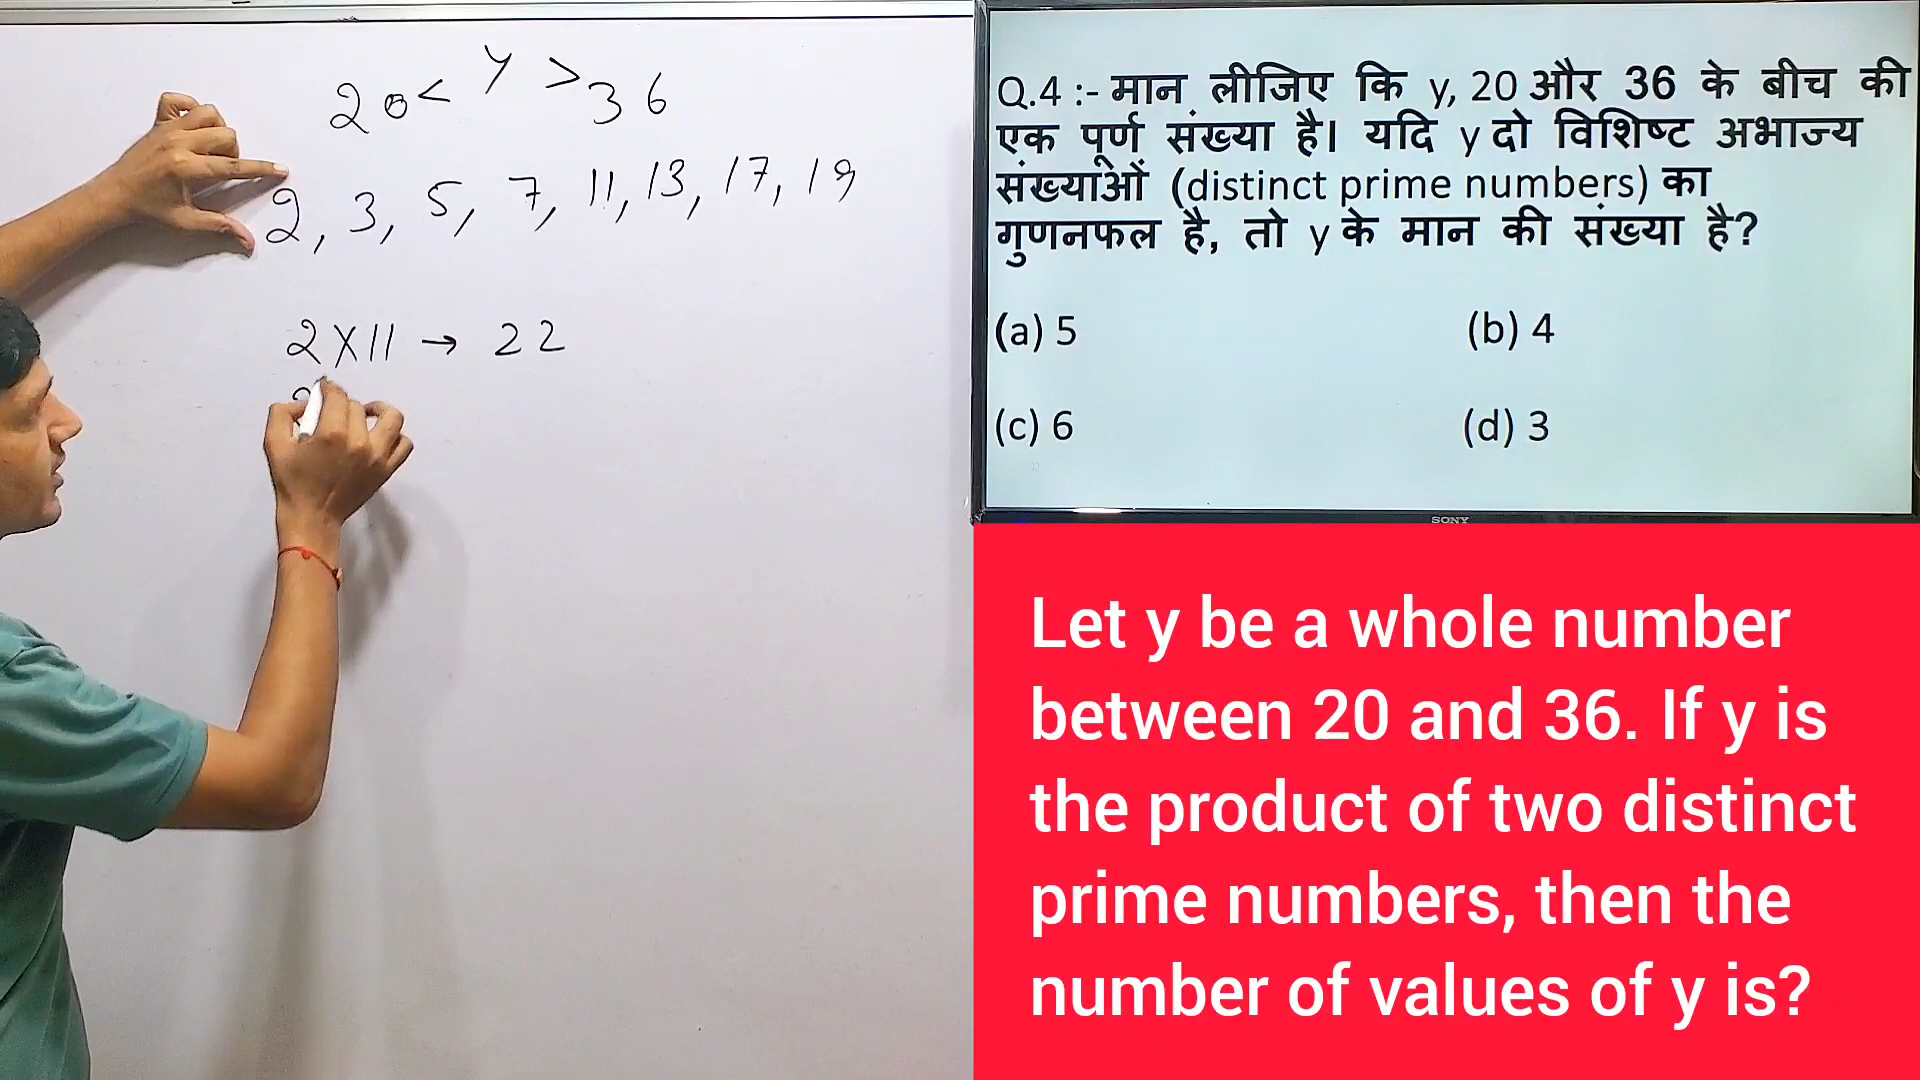 20 < y > 36
2, 3, 5, 7, 11, 13, 17, 19
2 X 11 → 22
Q.4 :- मान लीजिए कि y, 20 और 36 के बीच की
एक पूर्ण संख्या है। यदि y दो विशिष्ट अभाज्य
संख्याओं (distinct prime numbers) का
गुणनफल है, तो y के मान की संख्या है?
(a) 5
(b) 4
(c) 6
(d) 3
SONY
Let y be a whole number
between 20 and 36. If y is
the product of two distinct
prime numbers, then the
number of values of y is?